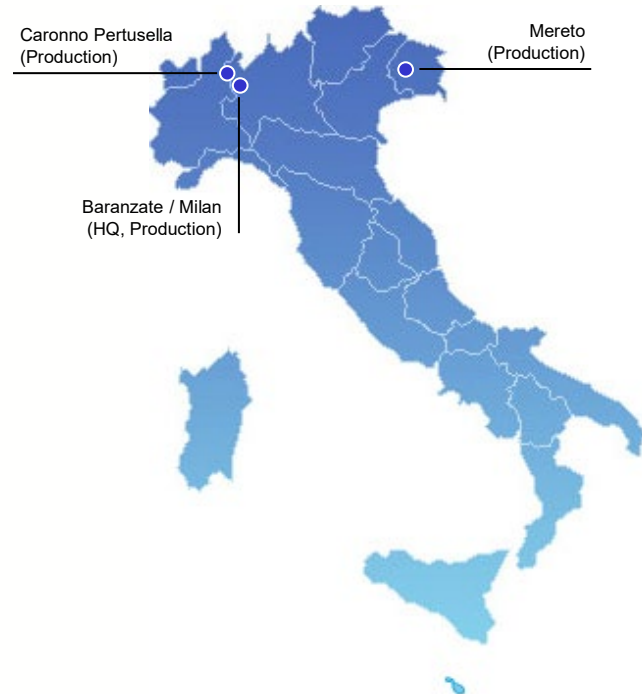 Caronno Pertusella
(Production)
Mereto
(Production)
Baranzate / Milan
(HQ, Production)